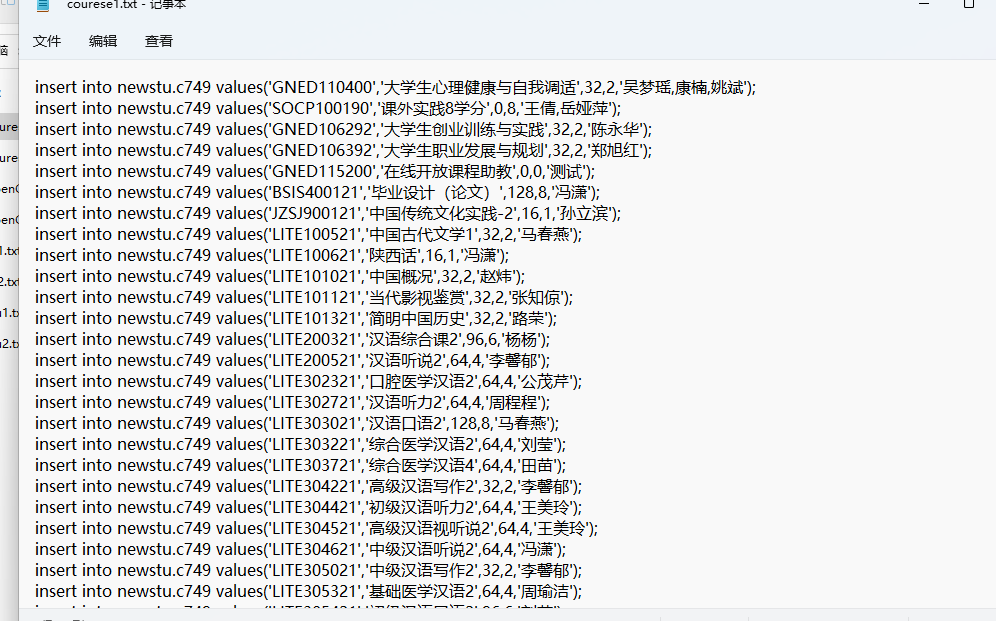 courese1.txt - 记事本
文件 编辑 查看
insert into newstu.c749 values('GNED110400','大学生心理健康与自我调适',32,2,'吴梦瑶,康楠,姚斌');
insert into newstu.c749 values('SOCP100190','课外实践8学分',0,8,'王倩,岳娅萍');
insert into newstu.c749 values('GNED106292','大学生创业训练与实践',32,2,'陈永华');
insert into newstu.c749 values('GNED106392','大学生职业发展与规划',32,2,'郑旭红');
insert into newstu.c749 values('GNED115200','在线开放课程助教',0,0,'测试');
insert into newstu.c749 values('BSIS400121','毕业设计（论文）',128,8,'冯潇');
insert into newstu.c749 values('JZSJ900121','中国传统文化实践-2',16,1,'孙立滨');
insert into newstu.c749 values('LITE100521','中国古代文学1',32,2,'马春燕');
insert into newstu.c749 values('LITE100621','陕西话',16,1,'冯潇');
insert into newstu.c749 values('LITE101021','中国概况',32,2,'赵炜');
insert into newstu.c749 values('LITE101121','当代影视鉴赏',32,2,'张知倞');
insert into newstu.c749 values('LITE101321','简明中国历史',32,2,'路荣');
insert into newstu.c749 values('LITE200321','汉语综合课2',96,6,'杨杨');
insert into newstu.c749 values('LITE200521','汉语听说2',64,4,'李馨郁');
insert into newstu.c749 values('LITE302321','口腔医学汉语2',64,4,'公茂芹');
insert into newstu.c749 values('LITE302721','汉语听力2',64,4,'周程程');
insert into newstu.c749 values('LITE303021','汉语口语2',128,8,'马春燕');
insert into newstu.c749 values('LITE303221','综合医学汉语2',64,4,'刘莹');
insert into newstu.c749 values('LITE303721','综合医学汉语4',64,4,'田苗');
insert into newstu.c749 values('LITE304221','高级汉语写作2',32,2,'李馨郁');
insert into newstu.c749 values('LITE304421','初级汉语听力2',64,4,'王美玲');
insert into newstu.c749 values('LITE304521','高级汉语视听说2',64,4,'王美玲');
insert into newstu.c749 values('LITE304621','中级汉语听说2',64,4,'冯潇');
insert into newstu.c749 values('LITE305021','中级汉语写作2',32,2,'李馨郁');
insert into newstu.c749 values('LITE305321','基础医学汉语2',64,4,'周瑜洁');